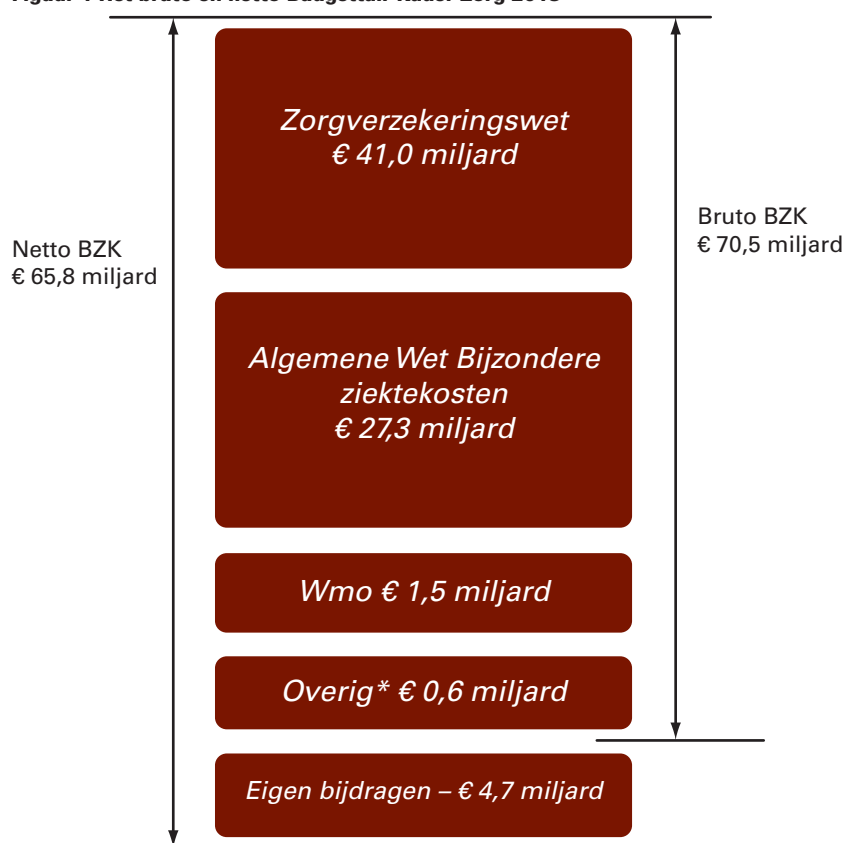 Zorgverzekeringswet
€ 41,0 miljard
Netto BZK
€ 65,8 miljard
Bruto BZK
€ 70,5 miljard
Algemene Wet Bijzondere
ziektekosten
€ 27,3 miljard
Wmo € 1,5 miljard
Overig* € 0,6 miljard
Eigen bijdragen – € 4,7 miljard